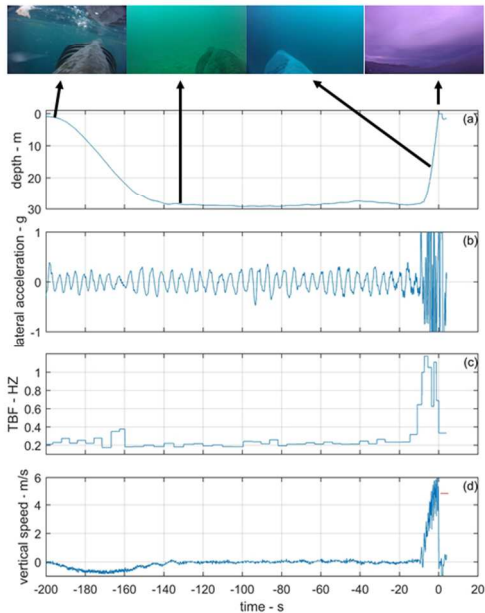 (a)
depth - m
0
10
20
30
(b)
lateral acceleration - g
1
0
-1
(c)
TBF - HZ
1
0.8
0.6
0.4
0.2
(d)
vertical speed - m/s
6
4
2
0
-200 -180 -160 -140 -120 -100 -80 -60 -40 -20 0 20
time - s